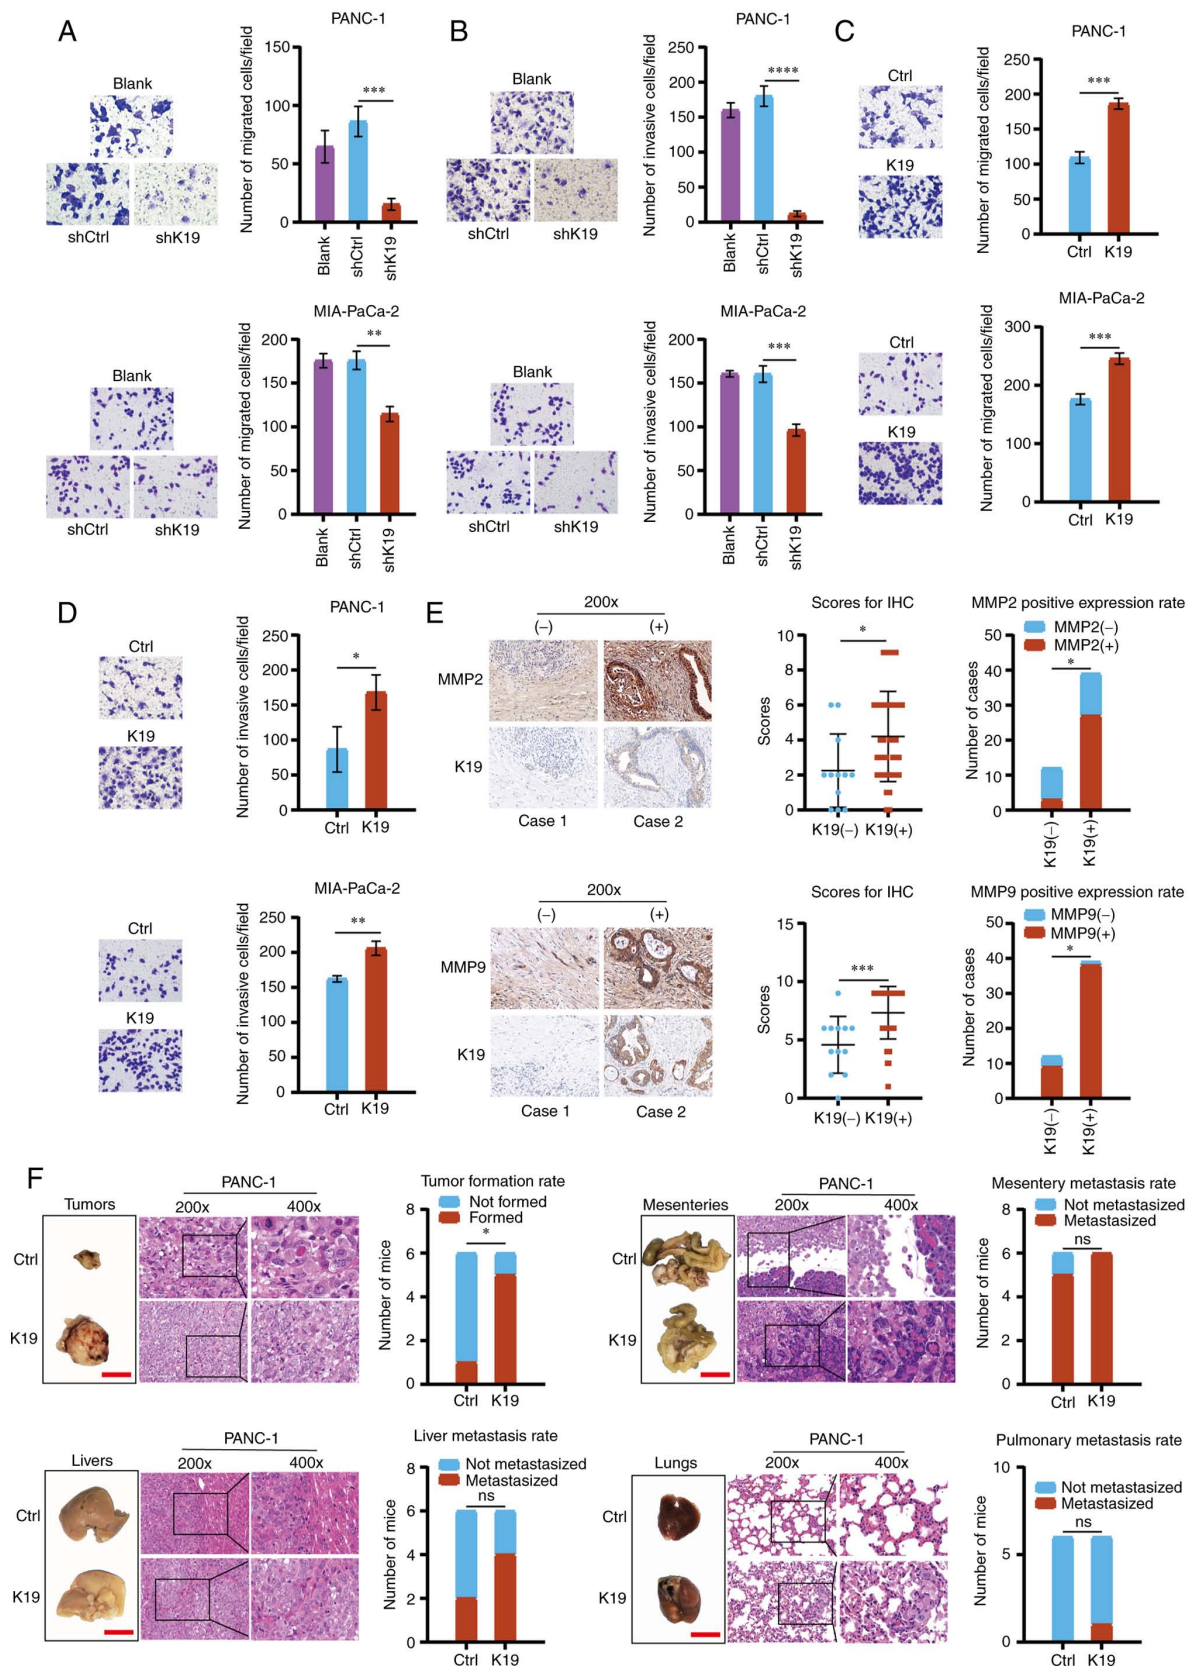 A
Blank
shCtrl shK19
PANC-1
Number of migrated cells/field
150
100
50
0
***
Blank
shCtrl
shK19
Blank
shCtrl shK19
MIA-PaCa-2
Number of migrated cells/field
200
150
100
50
0
**
Blank
shCtrl
shK19
B
Blank
shCtrl shK19
PANC-1
Number of invasive cells/field
250
200
150
100
50
0
****
Blank
shCtrl
shK19
Blank
shCtrl shK19
MIA-PaCa-2
Number of invasive cells/field
200
150
100
50
0
***
Blank
shCtrl
shK19
C
Ctrl
K19
PANC-1
Number of migrated cells/field
250
200
150
100
50
0
***
Ctrl K19
Ctrl
K19
MIA-PaCa-2
Number of migrated cells/field
300
200
100
0
***
Ctrl K19
D
Ctrl
K19
PANC-1
Number of invasive cells/field
250
200
150
100
50
0
*
Ctrl K19
Ctrl
K19
MIA-PaCa-2
Number of invasive cells/field
250
200
150
100
50
0
**
Ctrl K19
E
200x
(−) (+)
MMP2
K19
Case 1 Case 2
Scores for IHC
Scores
10
8
6
4
2
0
*
K19(−) K19(+)
MMP2 positive expression rate
Number of cases
50
40
30
20
10
0
MMP2(−)
MMP2(+)
*
K19(−)
K19(+)
200x
(−) (+)
MMP9
K19
Case 1 Case 2
Scores for IHC
Scores
15
10
5
0
***
K19(−) K19(+)
MMP9 positive expression rate
Number of cases
50
40
30
20
10
0
MMP9(−)
MMP9(+)
*
K19(−)
K19(+)
F
Tumors
Ctrl
K19
PANC-1
200x 400x
Tumor formation rate
Number of mice
8
6
4
2
0
Not formed
Formed
*
Ctrl K19
Mesenteries
Ctrl
K19
PANC-1
200x 400x
Mesentery metastasis rate
Number of mice
8
6
4
2
0
Not metastasized
Metastasized
ns
Ctrl K19
Livers
Ctrl
K19
PANC-1
200x 400x
Liver metastasis rate
Number of mice
8
6
4
2
0
Not metastasized
Metastasized
ns
Ctrl K19
Lungs
Ctrl
K19
PANC-1
200x 400x
Pulmonary metastasis rate
Number of mice
10
5
0
Not metastasized
Metastasized
ns
Ctrl K19